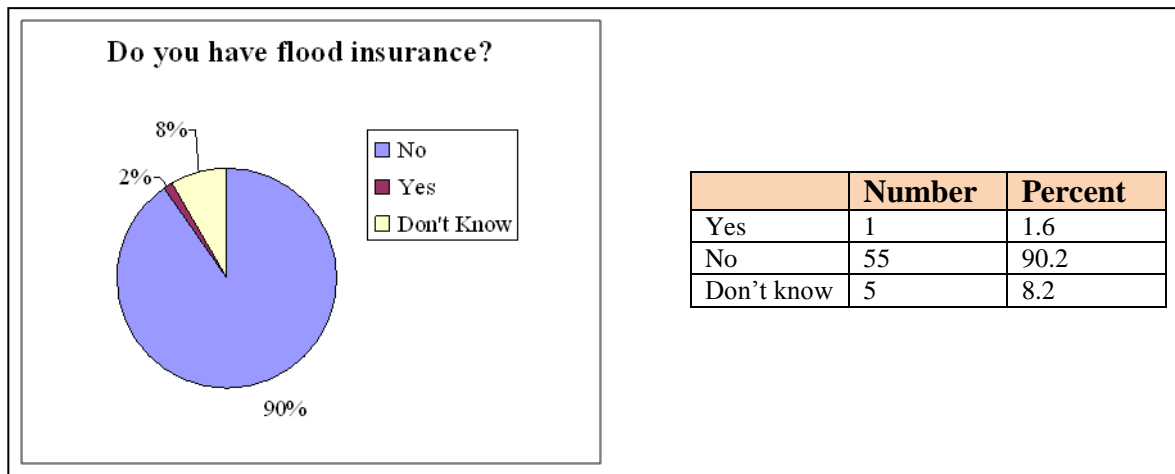 Do you have flood insurance?
8%
2%
90%
No
Yes
Don't Know
Number Percent
Yes 1 1.6
No 55 90.2
Don’t know 5 8.2